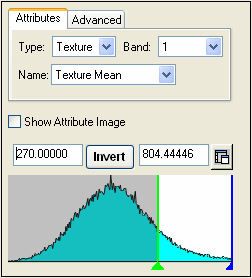 Attributes Advanced
Type: Texture Band: 1
Name: Texture Mean
Show Attribute Image
270.00000 Invert 804.44446